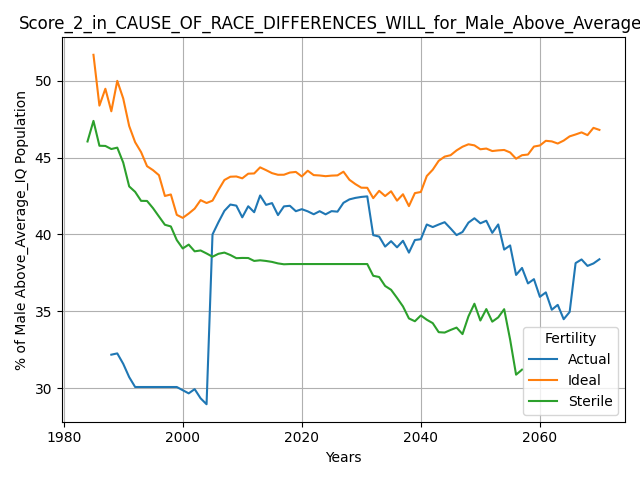 Score_2_in_CAUSE_OF_RACE_DIFFERENCES_WILL_for_Male_Above_Average
% of Male Above_Average_IQ Population
50
45
40
35
30
1980
2000
2020
2040
2060
Years
Fertility
Actual
Ideal
Sterile